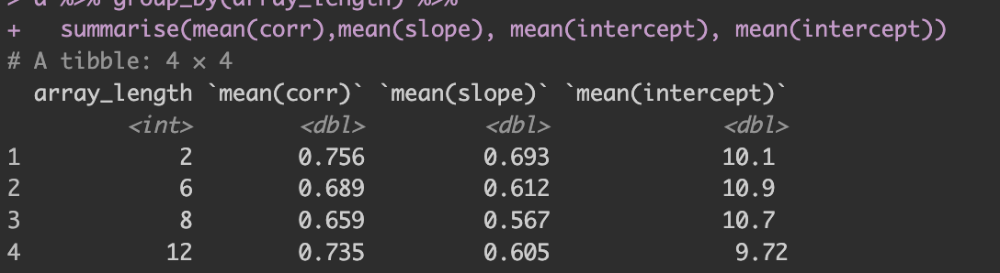 > a %>% group_by(array_length) %>%
+   summarise(mean(corr),mean(slope), mean(intercept), mean(intercept))
# A tibble: 4 × 4
  array_length `mean(corr)` `mean(slope)` `mean(intercept)`
         <int>        <dbl>         <dbl>             <dbl>
1            2        0.756         0.693             10.1
2            6        0.689         0.612             10.9
3            8        0.659         0.567             10.7
4           12        0.735         0.605              9.72